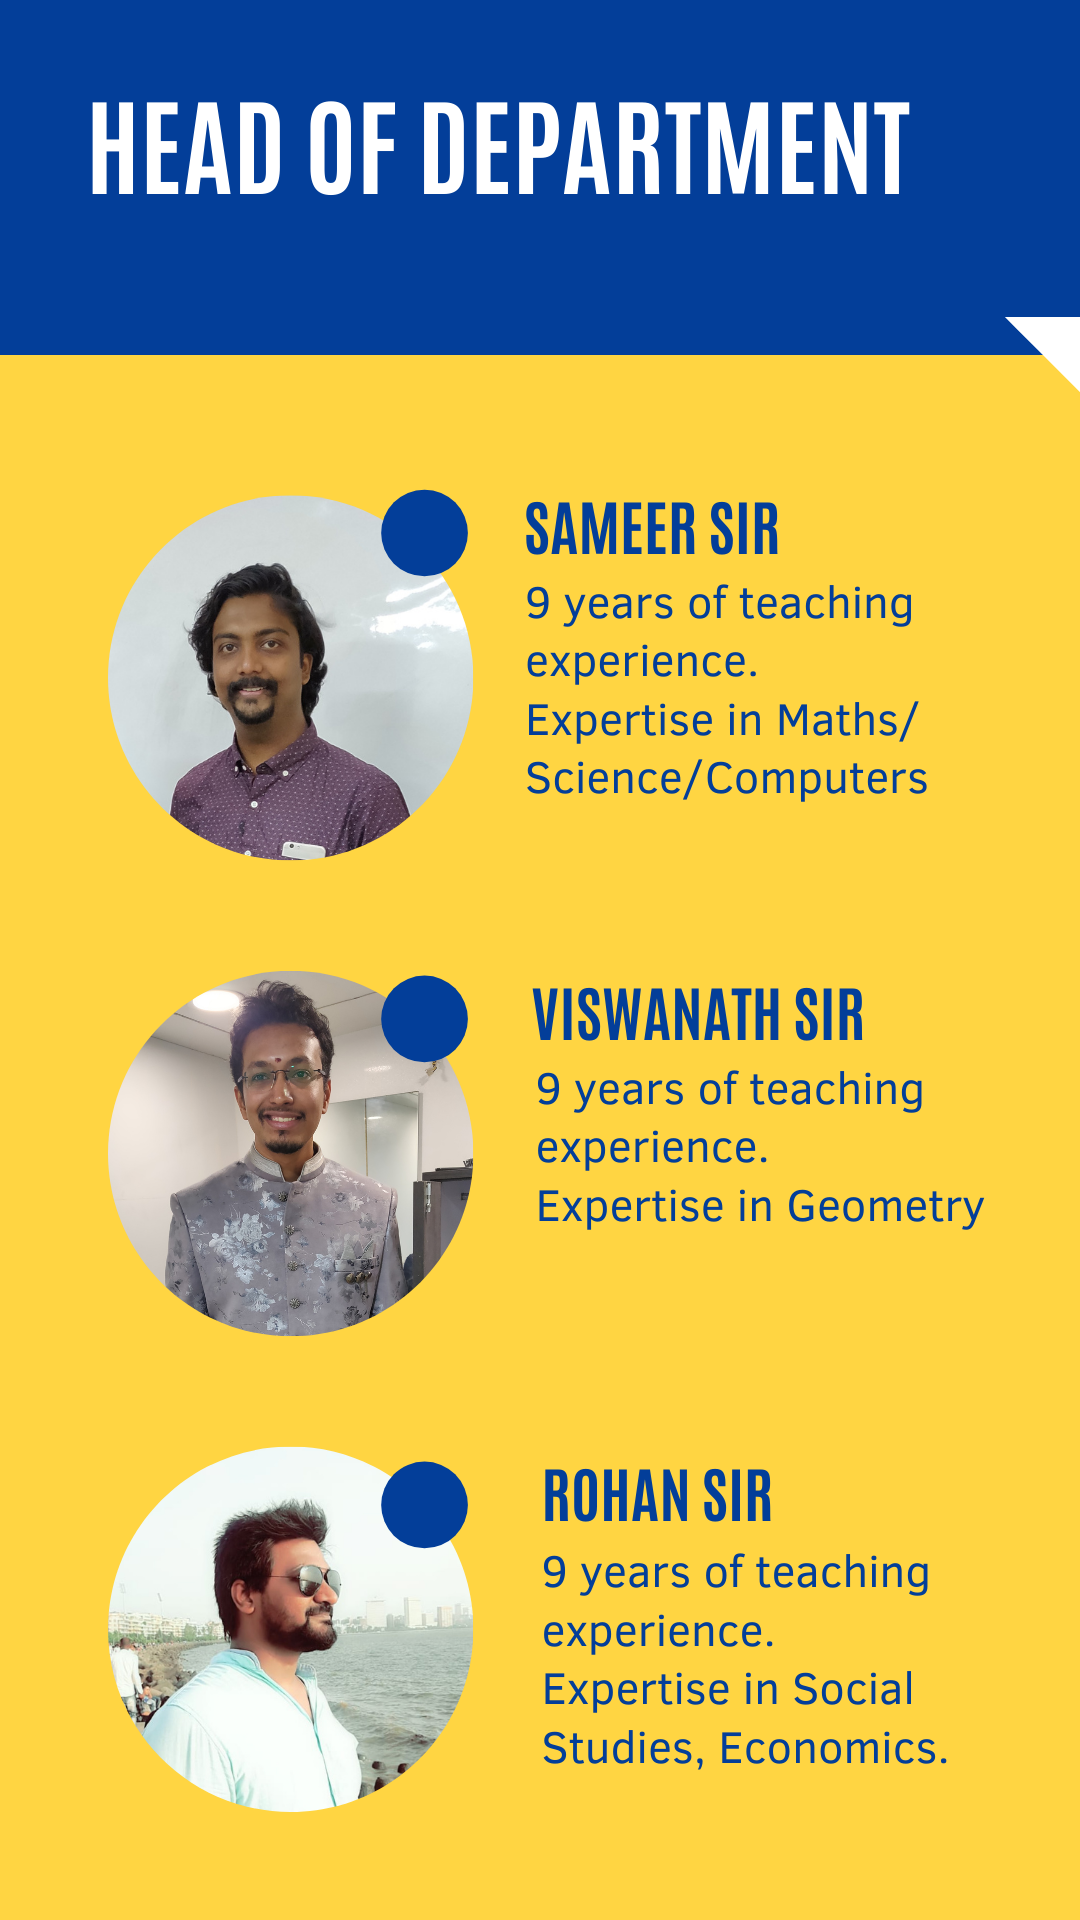 HEAD OF DEPARTMENT
SAMEER SIR
9 years of teaching
experience.
Expertise in Maths/
Science/Computers
VISWANATH SIR
9 years of teaching
experience.
Expertise in Geometry
ROHAN SIR
9 years of teaching
experience.
Expertise in Social
Studies, Economics.